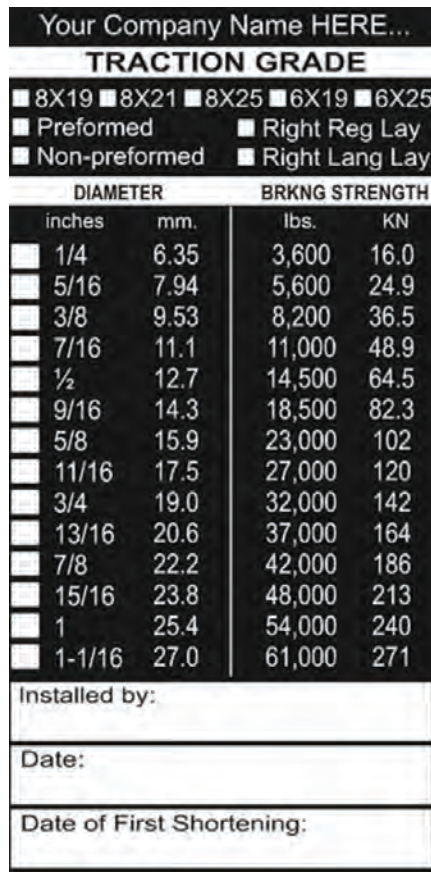 Your Company Name HERE...
TRACTION GRADE
8X19 8X21 8X25 6X19 6X25
Preformed Right Reg Lay
Non-preformed Right Lang Lay
DIAMETER BRKNG STRENGTH
inches mm. lbs. KN
1/4 6.35 3,600 16.0
5/16 7.94 5,600 24.9
3/8 9.53 8,200 36.5
7/16 11.1 11,000 48.9
½ 12.7 14,500 64.5
9/16 14.3 18,500 82.3
5/8 15.9 23,000 102
11/16 17.5 27,000 120
3/4 19.0 32,000 142
13/16 20.6 37,000 164
7/8 22.2 42,000 186
15/16 23.8 48,000 213
1 25.4 54,000 240
1-1/16 27.0 61,000 271
Installed by:
Date:
Date of First Shortening: